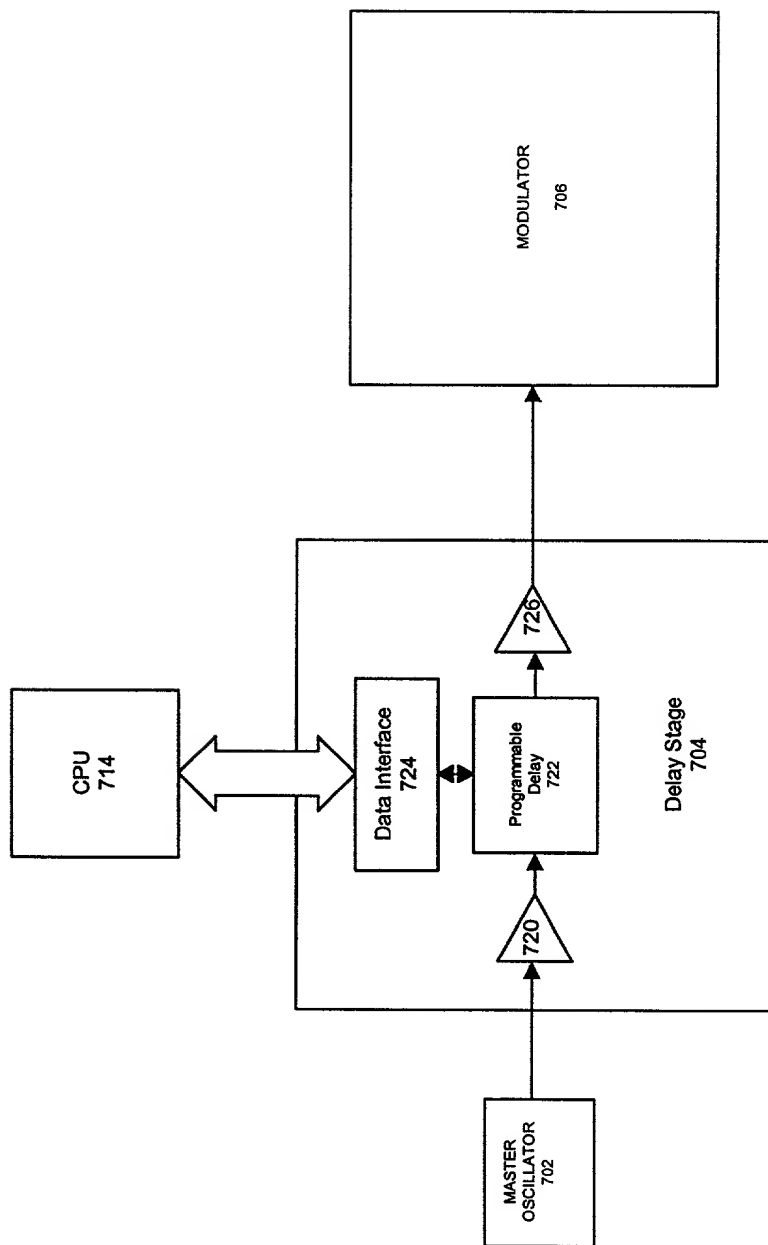 CPU
714
Data Interface
724
MASTER
OSCILLATOR
702
720
Programmable
Delay
722
726
Delay Stage
704
MODULATOR
706